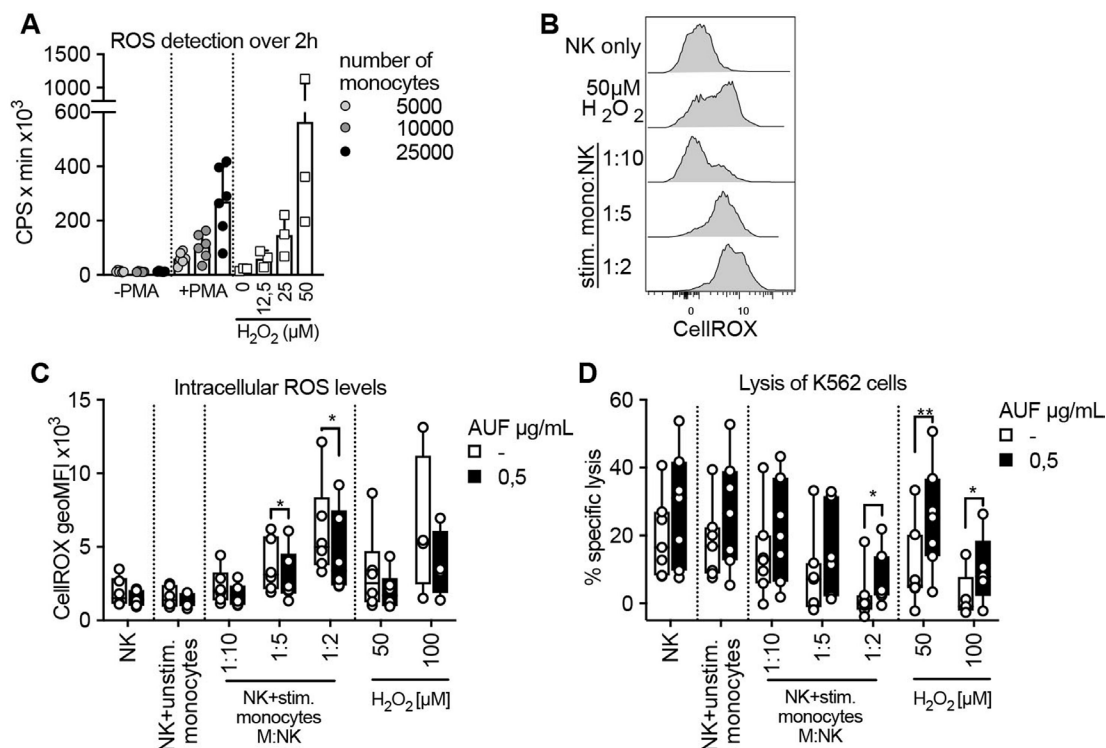 A
ROS detection over 2h
CPS x min x10³
1500
1000
600
400
200
0
number of
monocytes
5000
10000
25000
-PMA
+PMA
0
12,5
25
50
H₂O₂ (µM)
B
NK only
50µM
H₂O₂
stim. mono:NK
1:10
1:5
1:2
0
10
CellROX
C
Intracellular ROS levels
CellROX geoMFI x10³
15
10
5
0
AUF µg/mL
-
0,5
*
*
NK
NK+unstim.
monocytes
1:10
1:5
1:2
NK+stim.
monocytes
M:NK
50
100
H₂O₂ [µM]
D
Lysis of K562 cells
% specific lysis
60
40
20
0
AUF µg/mL
-
0,5
*
**
*
NK
NK+unstim.
monocytes
1:10
1:5
1:2
NK+stim.
monocytes
M:NK
50
100
H₂O₂ [µM]